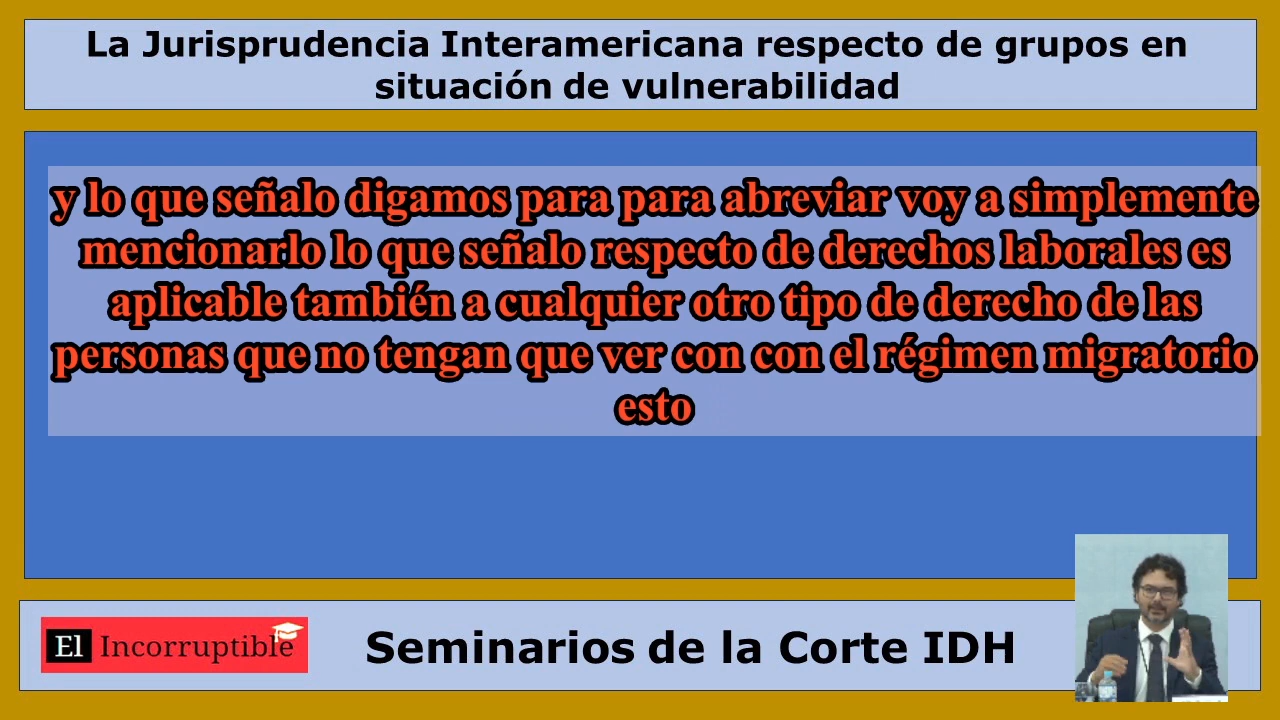 La Jurisprudencia Interamericana respecto de grupos en
situación de vulnerabilidad
y lo que señalo digamos para para abreviar voy a simplemente
mencionarlo lo que señalo respecto de derechos laborales es
aplicable también a cualquier otro tipo de derecho de las
personas que no tengan que ver con con el régimen migratorio
esto
El Incorruptible
Seminarios de la Corte IDH